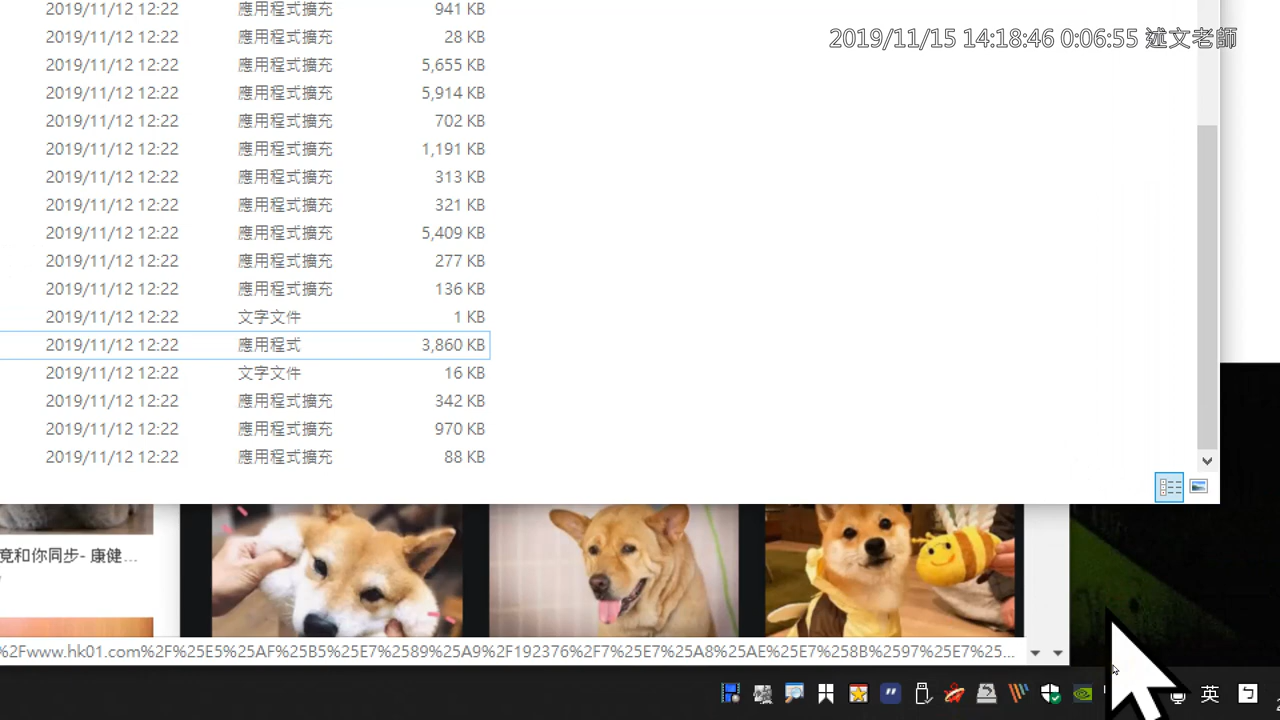 2019/11/12 12:22 應用程式擴充 941 KB
2019/11/12 12:22 應用程式擴充 28 KB
2019/11/15 14:18:46 0:06:55 述文老師
2019/11/12 12:22 應用程式擴充 5,655 KB
2019/11/12 12:22 應用程式擴充 5,914 KB
2019/11/12 12:22 應用程式擴充 702 KB
2019/11/12 12:22 應用程式擴充 1,191 KB
2019/11/12 12:22 應用程式擴充 313 KB
2019/11/12 12:22 應用程式擴充 321 KB
2019/11/12 12:22 應用程式擴充 5,409 KB
2019/11/12 12:22 應用程式擴充 277 KB
2019/11/12 12:22 應用程式擴充 136 KB
2019/11/12 12:22 文字文件 1 KB
2019/11/12 12:22 應用程式 3,860 KB
2019/11/12 12:22 文字文件 16 KB
2019/11/12 12:22 應用程式擴充 342 KB
2019/11/12 12:22 應用程式擴充 970 KB
2019/11/12 12:22 應用程式擴充 88 KB
竟和你同步- 康健...
%2Fwww.hk01.com%2F%25E5%25AF%25B5%25E7%2589%25A9%2F192376%2F7%25E7%25A8%25AE%25E7%258B%2597%25E7%25...
英 ㄅ